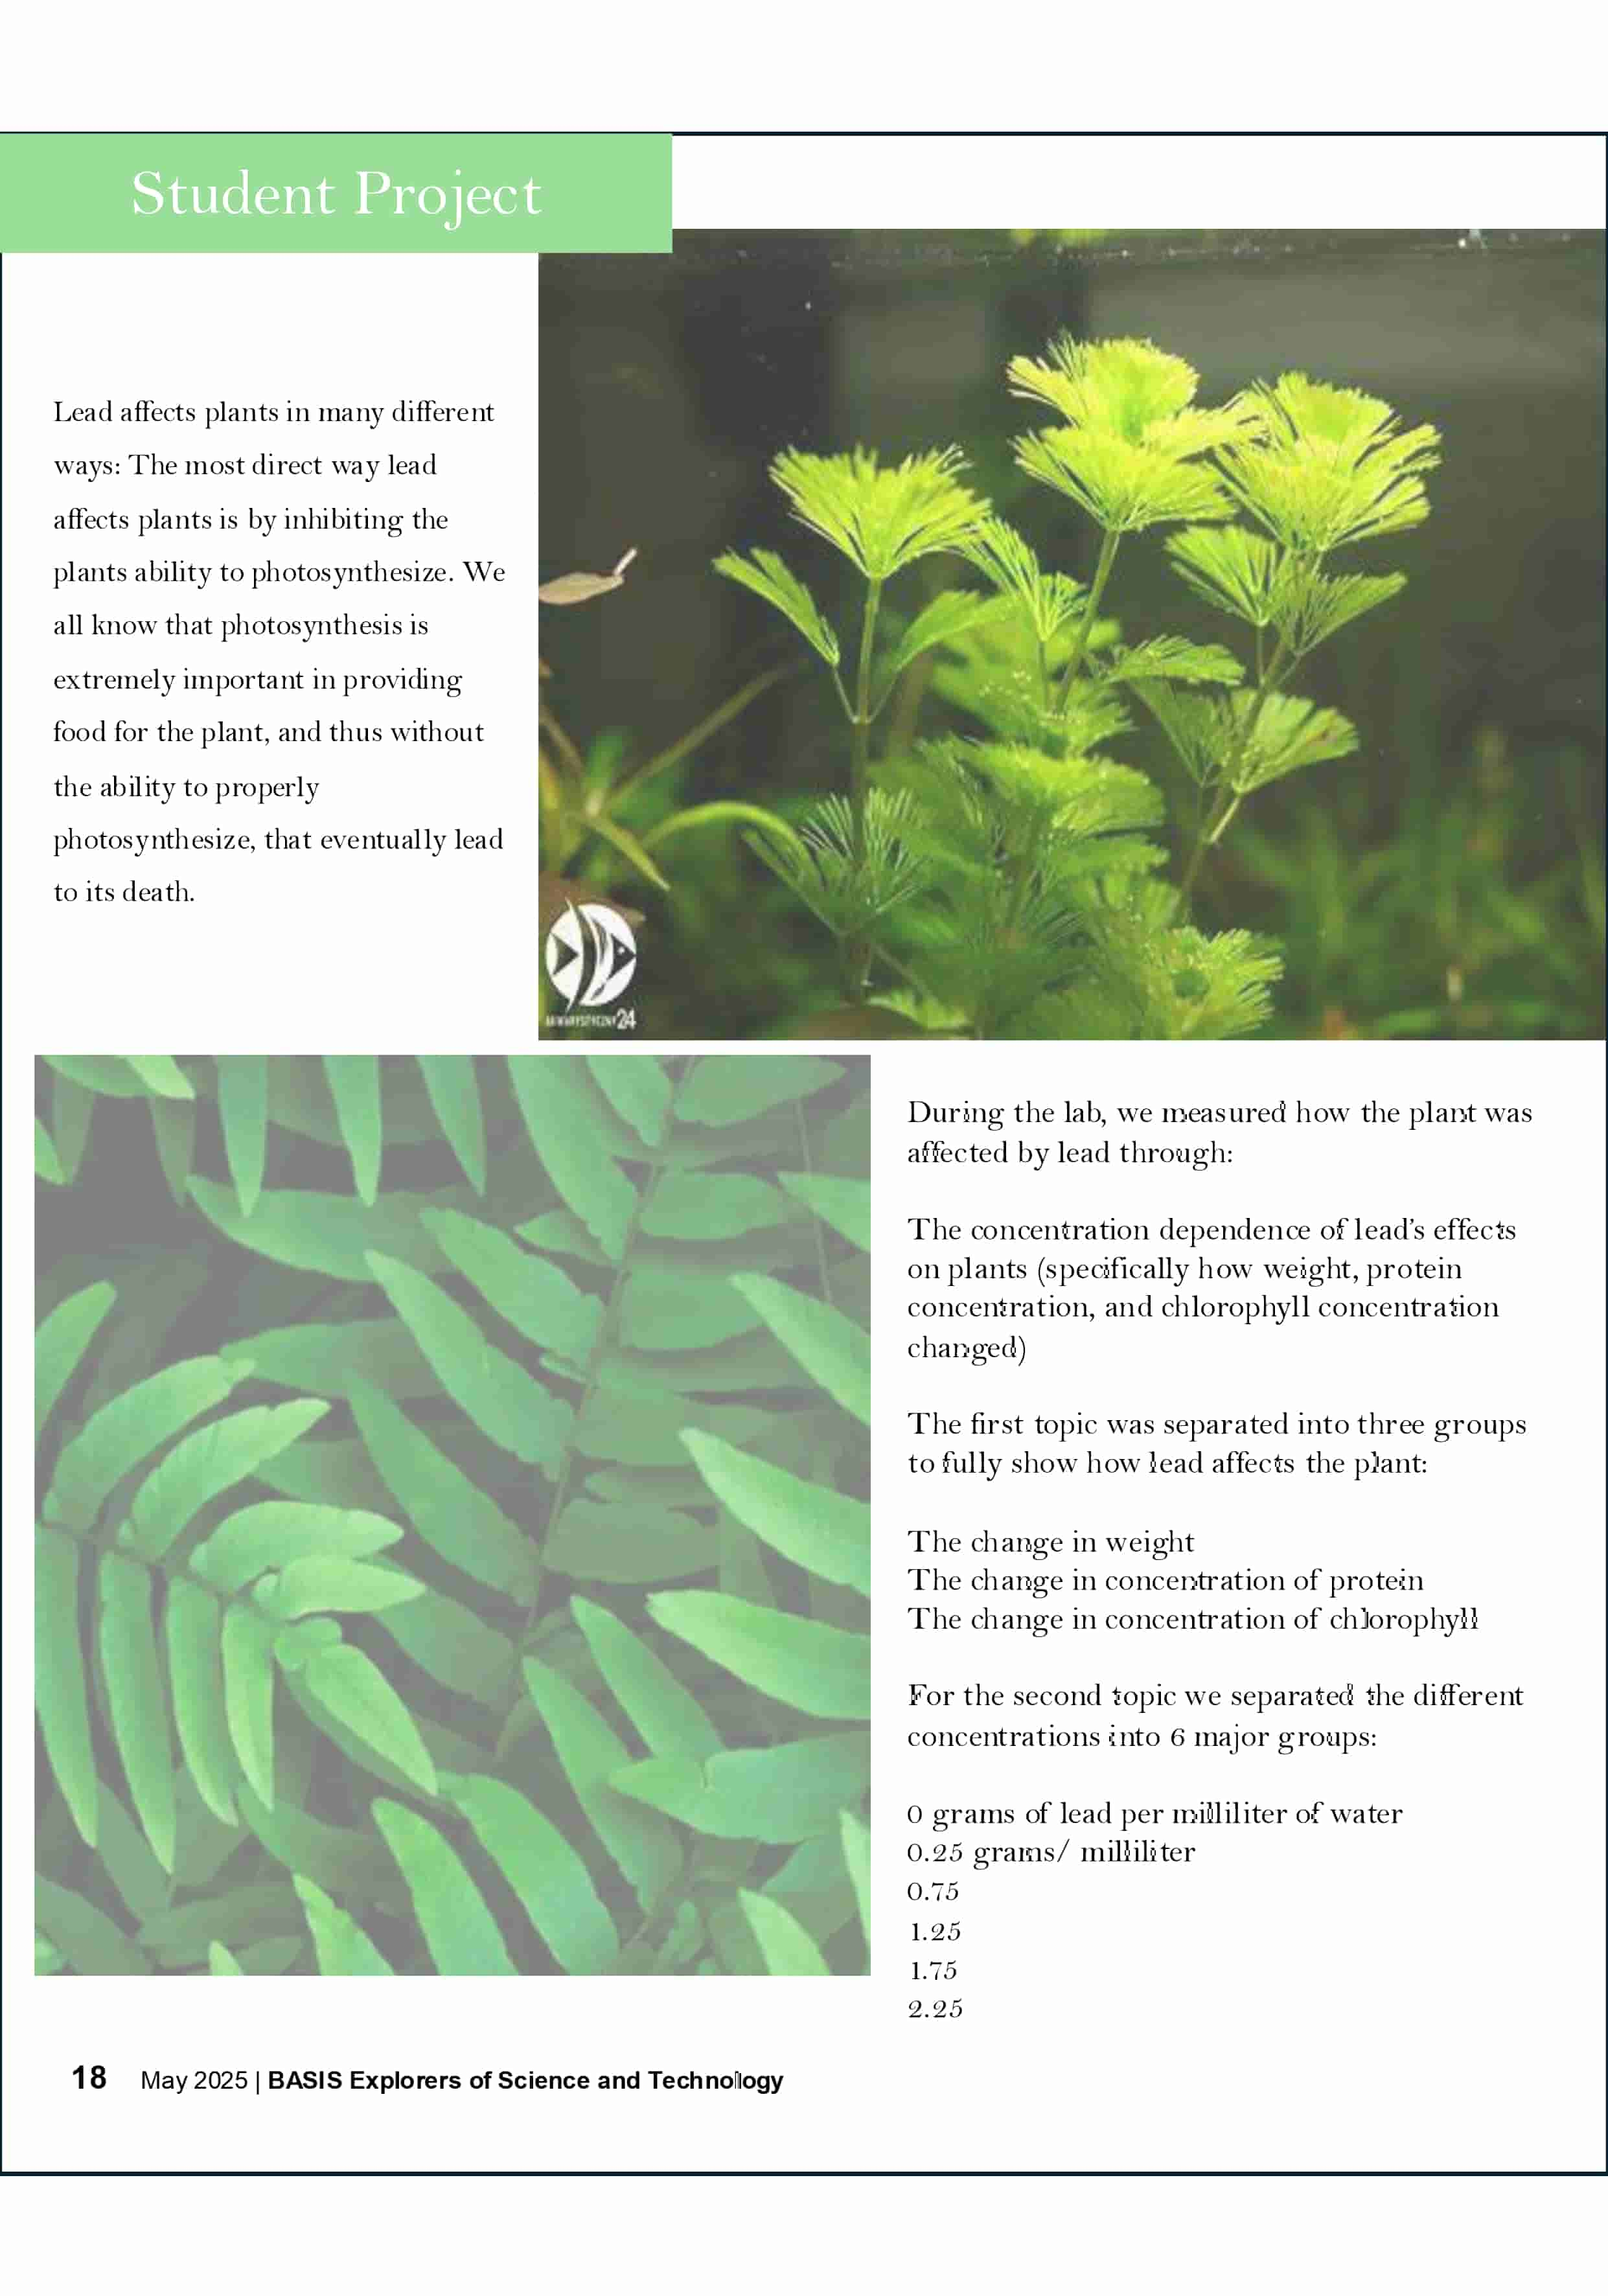 Student Project
Lead affects plants in many different
ways: The most direct way lead
affects plants is by inhibiting the
plants ability to photosynthesize. We
all know that photosynthesis is
extremely important in providing
food for the plant, and thus without
the ability to properly
photosynthesize, that eventually lead
to its death.
24
During the lab, we measured how the plant was
affected by lead through:
The concentration dependence of lead's effects
on plants (specifically how weight, protein
concentration, and chlorophyll concentration
changed)
The first topic was separated into three groups
to fully show how lead affects the plant:
The change in weight
The change in concentration of protein
The change in concentration of chlorophyll
For the second topic we separated the different
concentrations into 6 major groups:
0 grams of lead per milliliter of water
0.25 grams/ milliliter
0.75
1.25
1.75
2.25
18 May 2025 | BASIS Explorers of Science and Technology